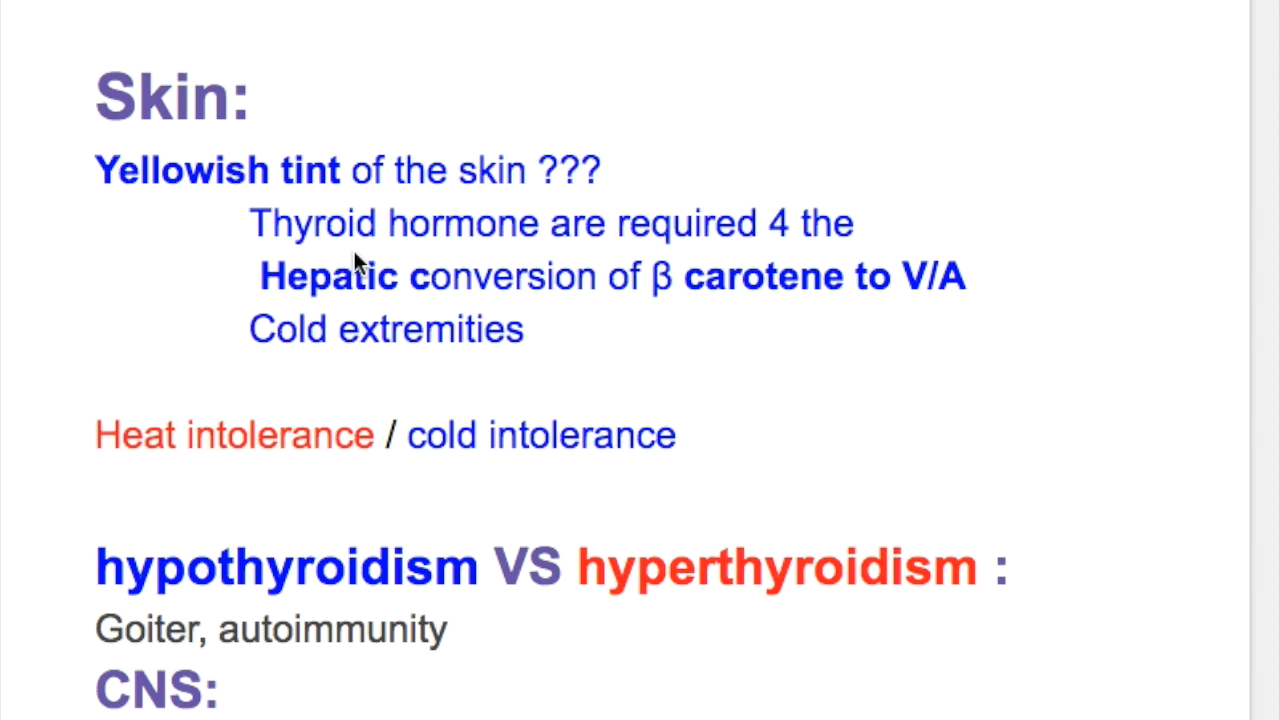 Skin:
Yellowish tint of the skin ???
Thyroid hormone are required 4 the
Hepatic conversion of β carotene to V/A
Cold extremities
Heat intolerance / cold intolerance
hypothyroidism VS hyperthyroidism :
Goiter, autoimmunity
CNS: